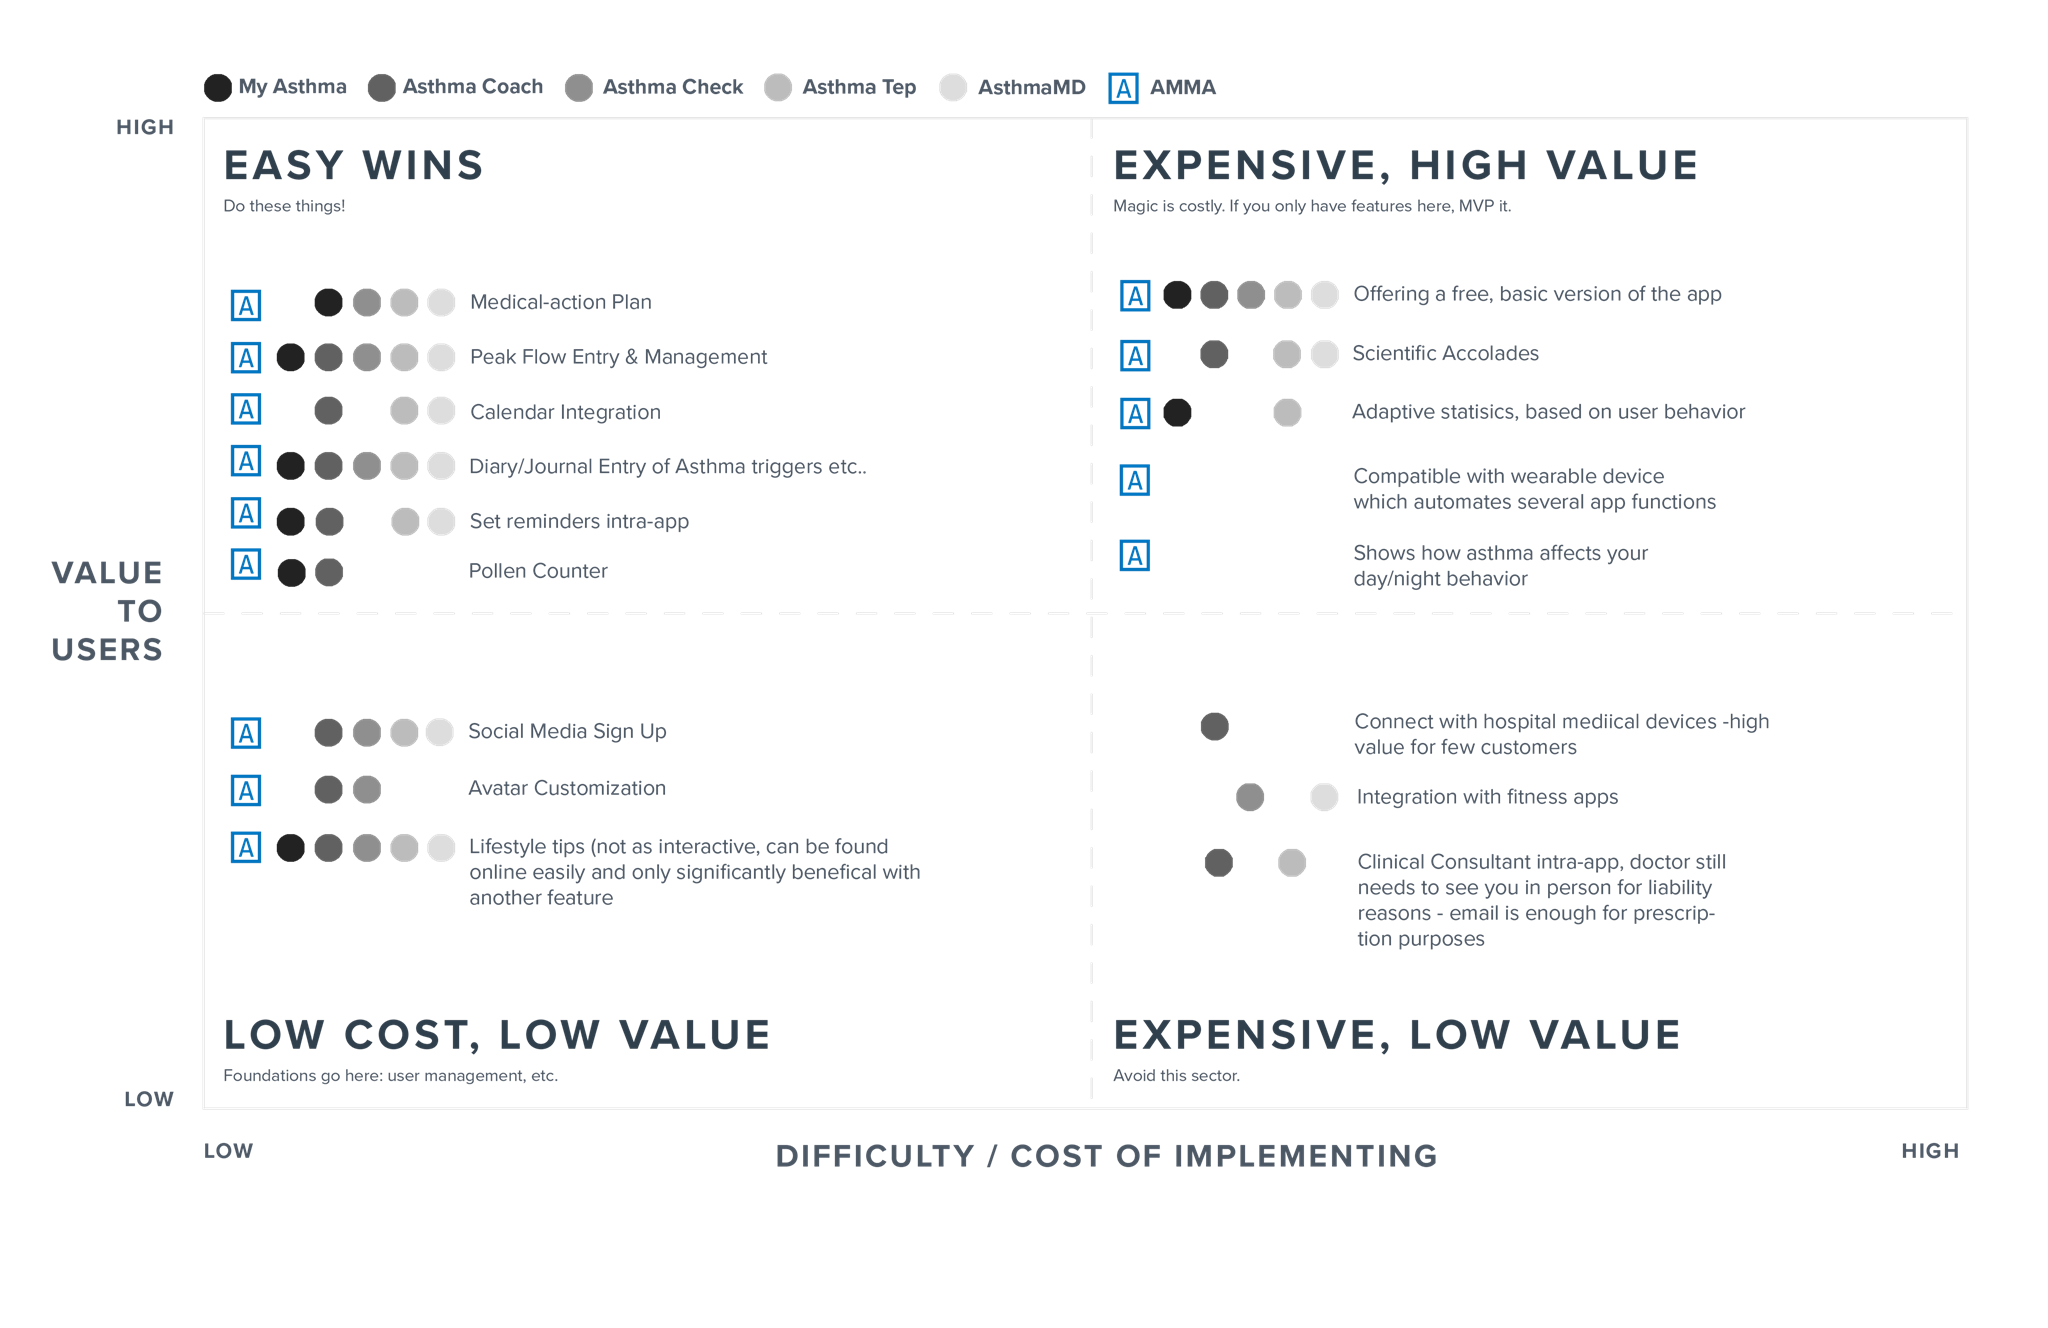 My Asthma Asthma Coach Asthma Check Asthma Tep AsthmaMD A AMMA
HIGH
EASY WINS
Do these things!
A Medical-action Plan
A Peak Flow Entry & Management
A Calendar Integration
A Diary/Journal Entry of Asthma triggers etc..
A Set reminders intra-app
A Pollen Counter
EXPENSIVE, HIGH VALUE
Magic is costly. If you only have features here, MVP it.
A Offering a free, basic version of the app
A Scientific Accolades
A Adaptive statisics, based on user behavior
A Compatible with wearable device
which automates several app functions
A Shows how asthma affects your
day/night behavior
VALUE
TO
USERS
A Social Media Sign Up
A Avatar Customization
A Lifestyle tips (not as interactive, can be found
online easily and only significantly benefical with
another feature
LOW COST, LOW VALUE
Foundations go here: user management, etc.
Connect with hospital mediical devices -high
value for few customers
Integration with fitness apps
Clinical Consultant intra-app, doctor still
needs to see you in person for liability
reasons - email is enough for prescrip-
tion purposes
EXPENSIVE, LOW VALUE
Avoid this sector.
LOW
LOW
DIFFICULTY / COST OF IMPLEMENTING
HIGH